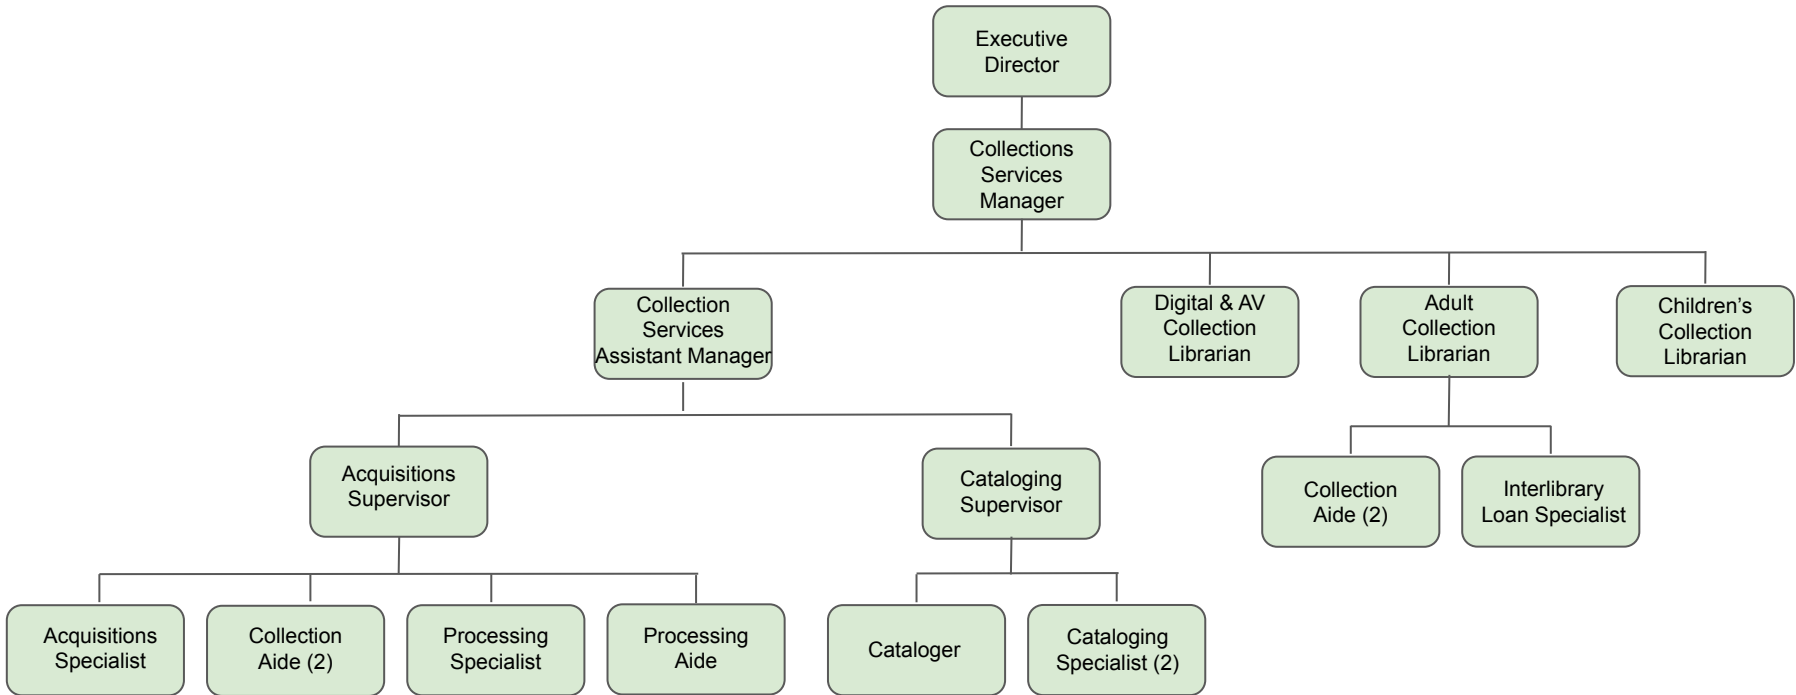 Executive
Director
Collections
Services
Manager
Collection
Services
Assistant Manager
Digital & AV
Collection
Librarian
Adult
Collection
Librarian
Children’s
Collection
Librarian
Acquisitions
Supervisor
Cataloging
Supervisor
Collection
Aide (2)
Interlibrary
Loan Specialist
Acquisitions
Specialist
Collection
Aide (2)
Processing
Specialist
Processing
Aide
Cataloger
Cataloging
Specialist (2)